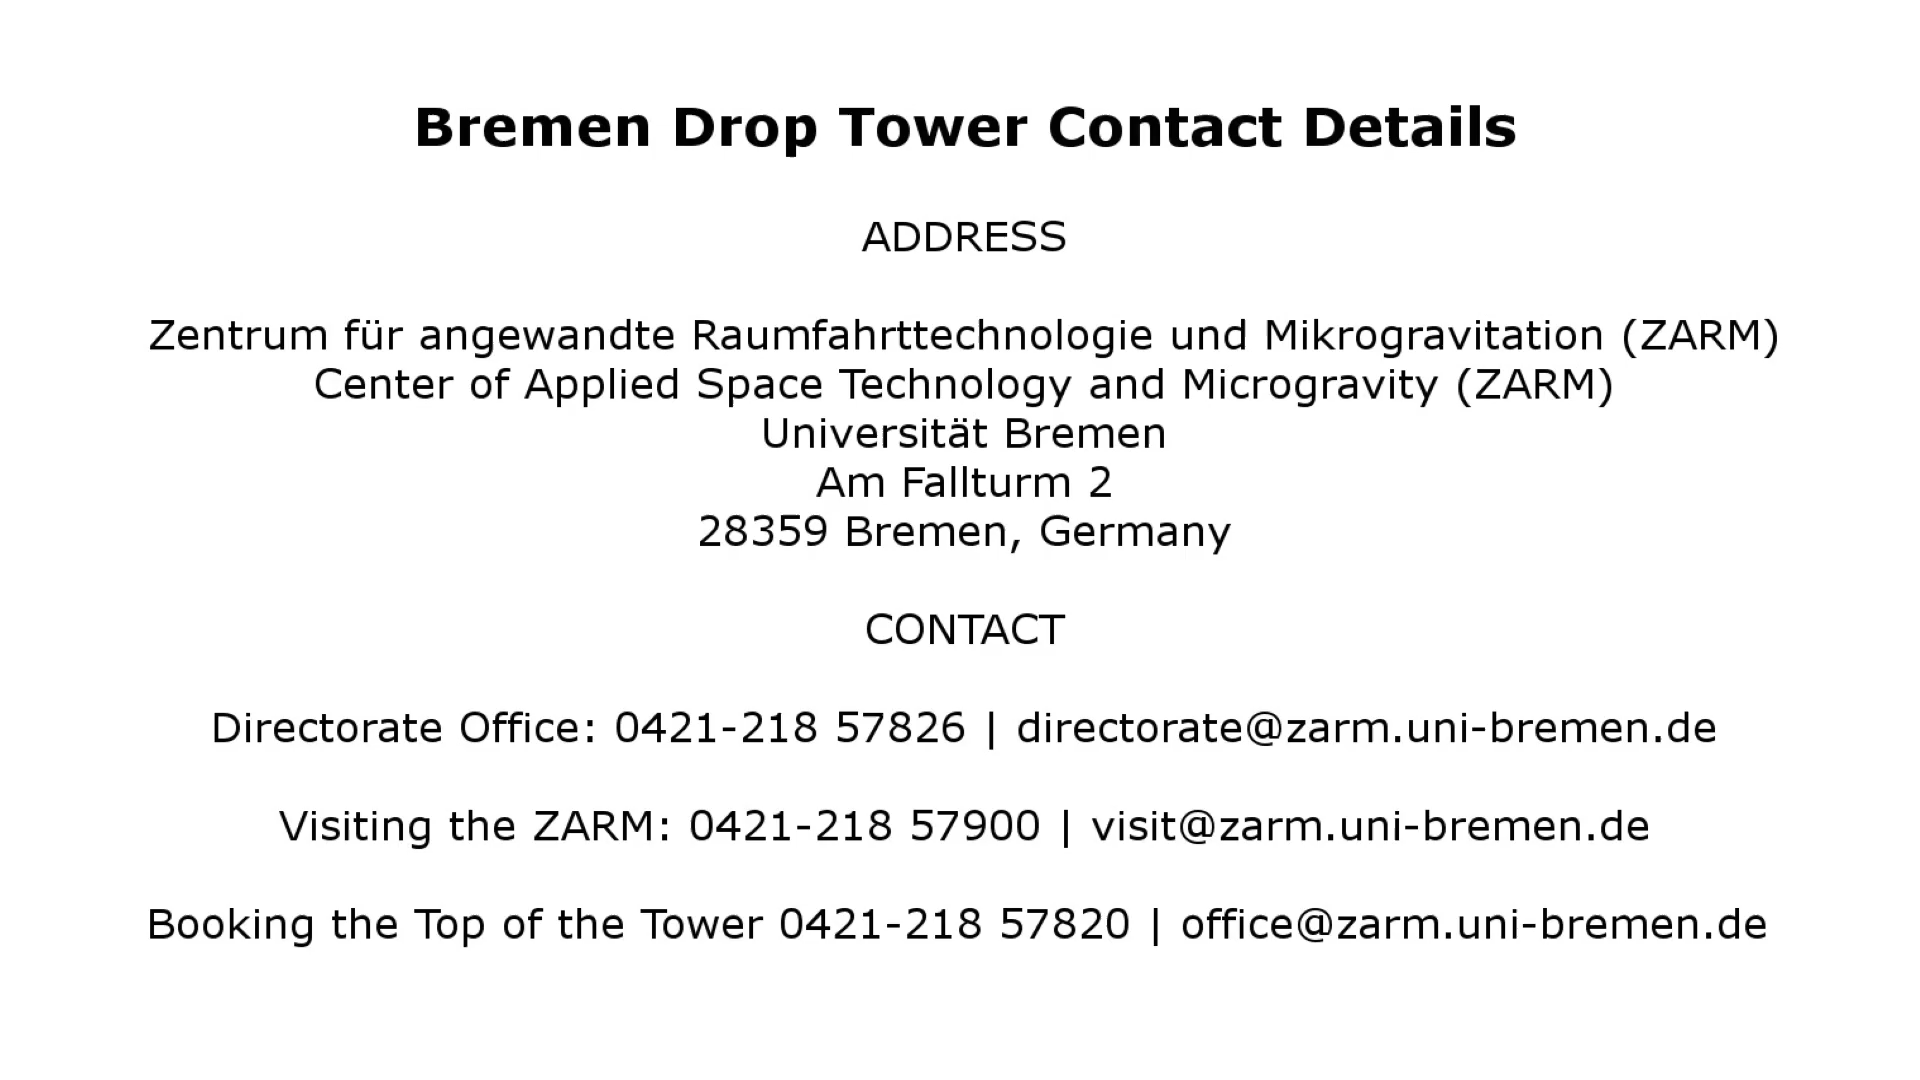 Bremen Drop Tower Contact Details
ADDRESS
Zentrum für angewandte Raumfahrttechnologie und Mikrogravitation (ZARM)
Center of Applied Space Technology and Microgravity (ZARM)
Universität Bremen
Am Fallturm 2
28359 Bremen, Germany
CONTACT
Directorate Office: 0421-218 57826 | directorate@zarm.uni-bremen.de
Visiting the ZARM: 0421-218 57900 | visit@zarm.uni-bremen.de
Booking the Top of the Tower 0421-218 57820 | office@zarm.uni-bremen.de